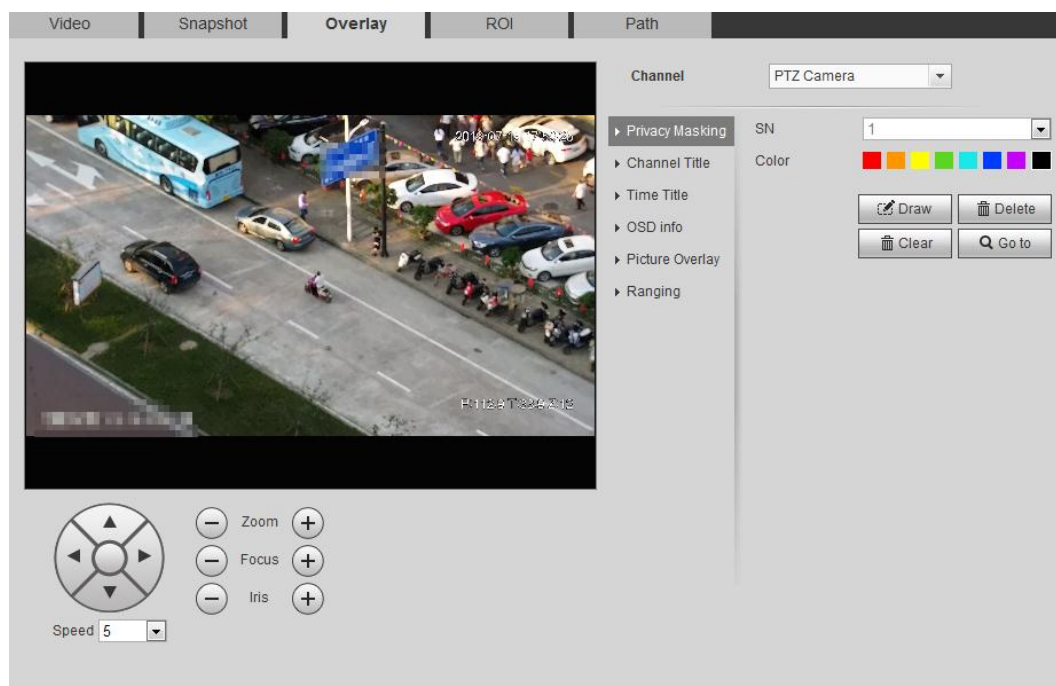 Video Snapshot Overlay ROI Path
Channel PTZ Camera
Privacy Masking
Channel Title
Time Title
OSD info
Picture Overlay
Ranging
SN 1
Color
Draw Delete
Clear Go to
Zoom
Focus
Iris
Speed 5